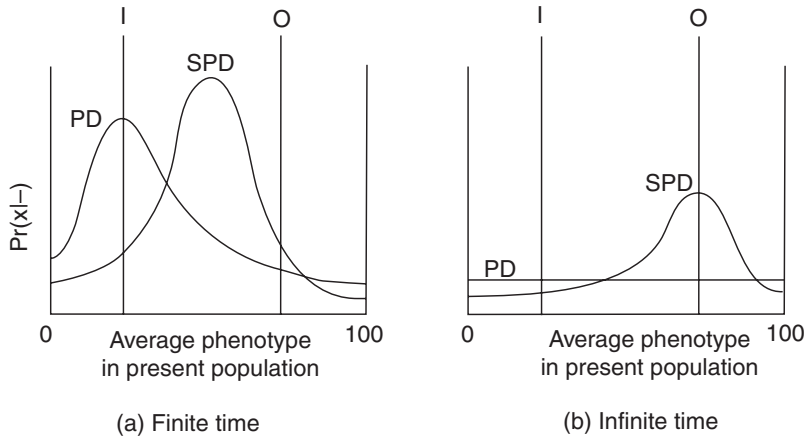 I
O
SPD
PD
Pr(x|–)
0
100
Average phenotype
in present population
(a) Finite time
I
O
SPD
PD
0
100
Average phenotype
in present population
(b) Infinite time